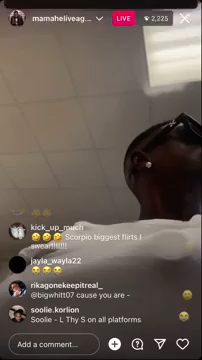 mamaheliveag...
LIVE
2,225
kick_up_much
🤣🤣🤣 Scorpio biggest flirts I
swear!!!!!!!!
jayla_wayla22
😂😂😂
rikagonekeepitreal_
@bigwhitt07 cause you are -
soolie.korlion
Soolie - L Thy S on all platforms
Add a comment...